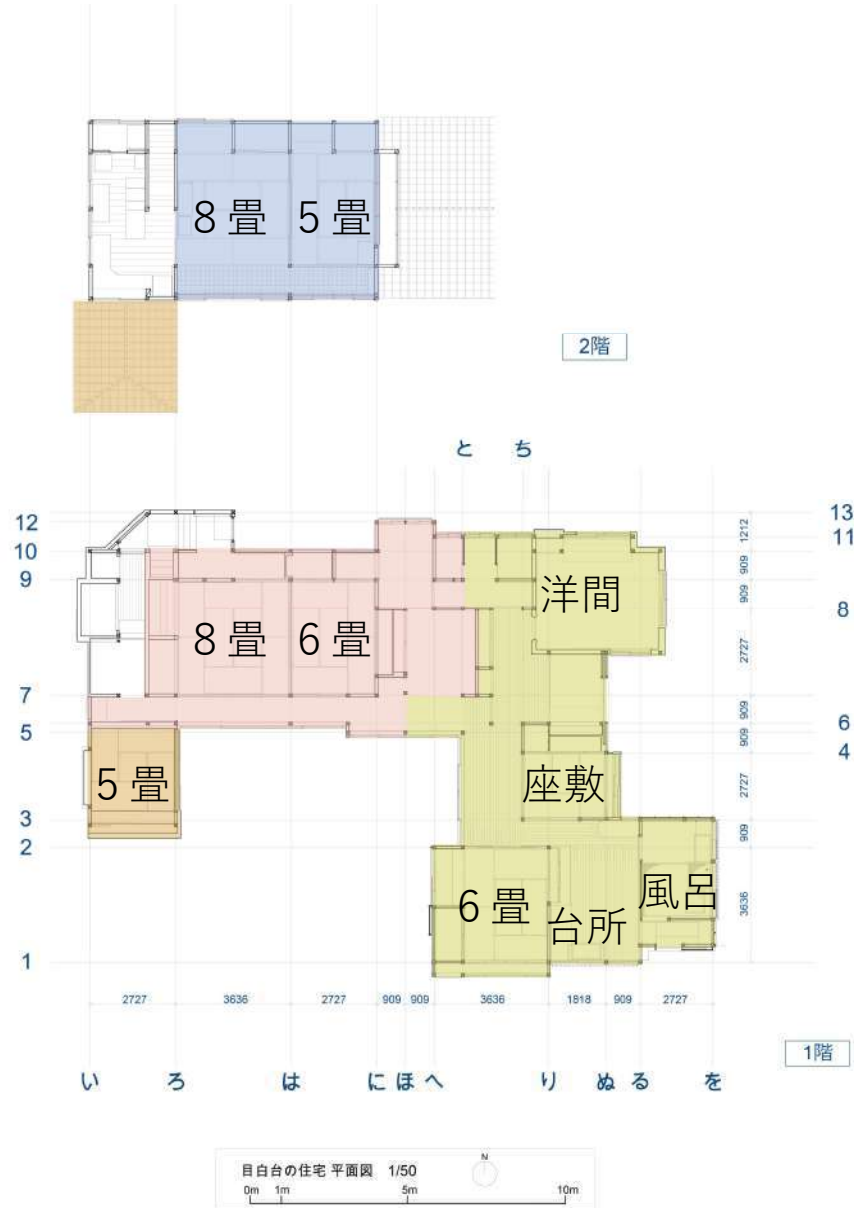 8畳 5畳
2階
と ち
12 13
10 11
9
8畳 6畳 洋間 8
7
5 6
4
5畳 座敷
3
2
6畳 台所 風呂
1
1212
909
909
2727
909
909
2727
909
3636
2727 3636 2727 909 909 3636 1818 909 2727
1階
い ろ は に ほ へ り ぬ る を
目白台の住宅 平面図 1/50 N
0m 1m 5m 10m